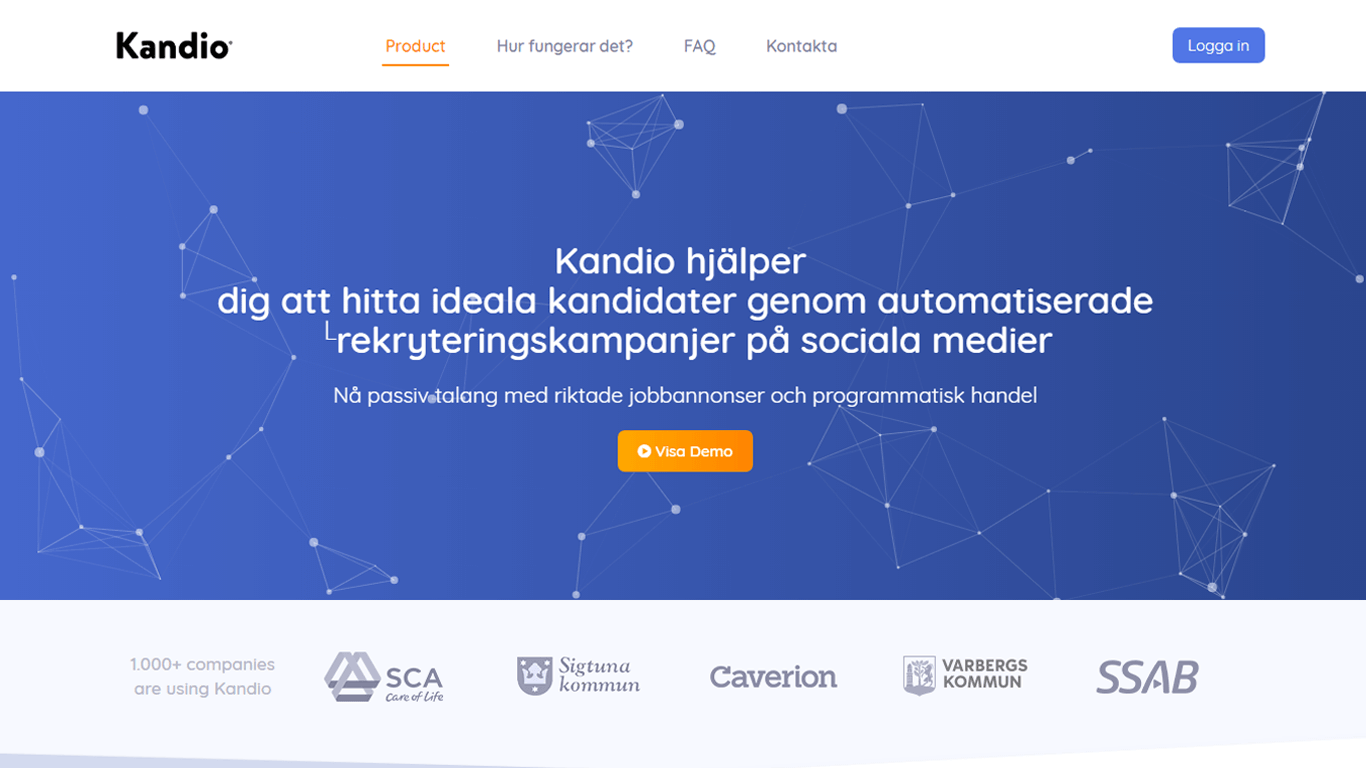 Kandio
Product
Hur fungerar det?
FAQ
Kontakta
Logga in
Kandio hjälper
dig att hitta ideala kandidater genom automatiserade
rekryteringskampanjer på sociala medier
Nå passiv talang med riktade jobbannonser och programmatisk handel
Visa Demo
1.000+ companies
are using Kandio
SCA
Care of Life
Sigtuna
kommun
Caverion
VARBERGS
KOMMUN
SSAB